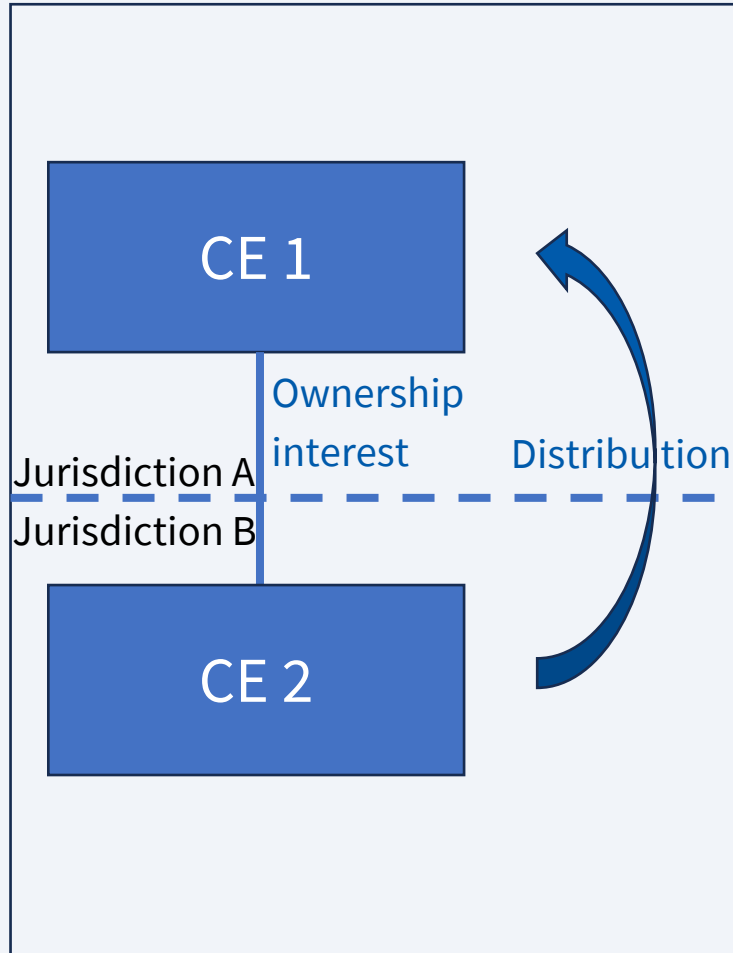 CE 1
Ownership
interest
Distribution
Jurisdiction A
Jurisdiction B
CE 2